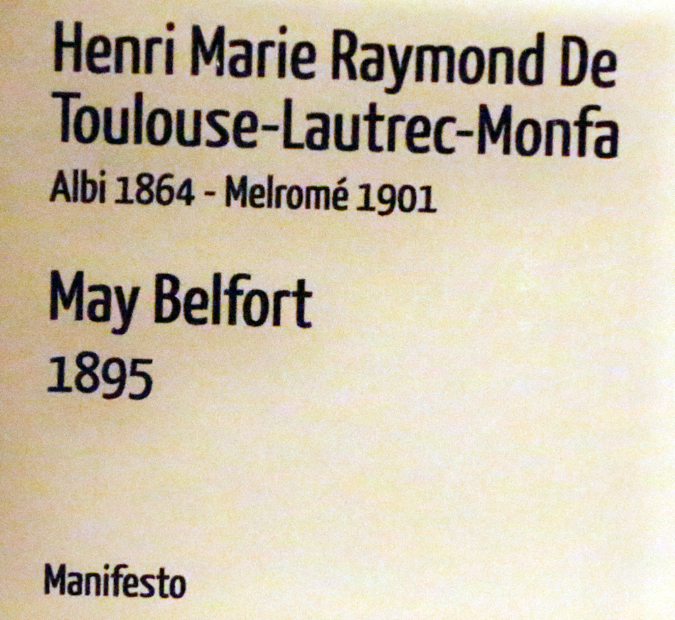 Henri Marie Raymond De
Toulouse-Lautrec-Monfa
Albi 1864 - Melromé 1901
May Belfort
1895
Manifesto